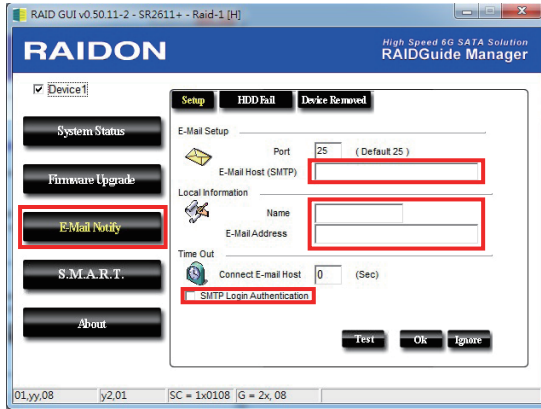 RAID GUI v0.50.11-2 - SR2611+ - Raid-1 [H]
RAIDON
High Speed 6G SATA Solution
RAIDGuide Manager
Device1
System Status
Firmware Upgrade
E-Mail Notify
S.M.A.R.T.
About
Setup HDD Fail Device Removed
E-Mail Setup
Port 25 ( Default 25 )
E-Mail Host (SMTP)
Local Information
Name
E-Mail Address
Time Out
Connect E-mail Host 0 (Sec)
SMTP Login Authentication
Test Ok Ignore
01,yy,08 y2,01 SC = 1x0108 G = 2x, 08